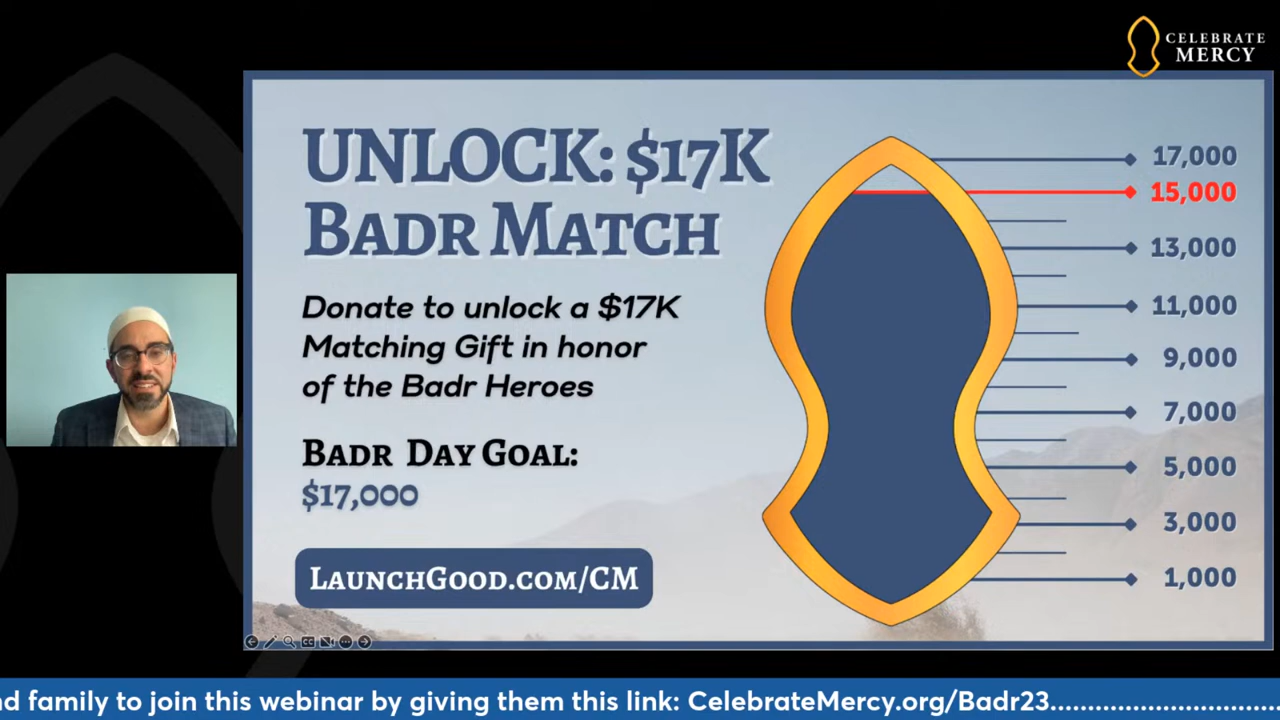 CELEBRATE
MERCY
UNLOCK: $17K
BADR MATCH
Donate to unlock a $17K
Matching Gift in honor
of the Badr Heroes
BADR DAY GOAL:
$17,000
LAUNCHGOOD.COM/CM
17,000
15,000
13,000
11,000
9,000
7,000
5,000
3,000
1,000
family to join this webinar by giving them this link: CelebrateMercy.org/Badr23